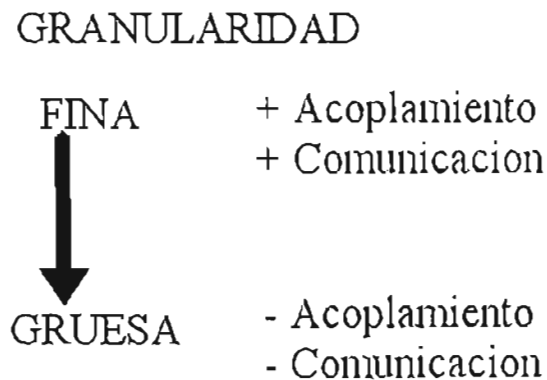 GRANULARIDAD
FINA
+ Acoplamiento
+ Comunicacion
GRUESA
- Acoplamiento
- Comunicacion